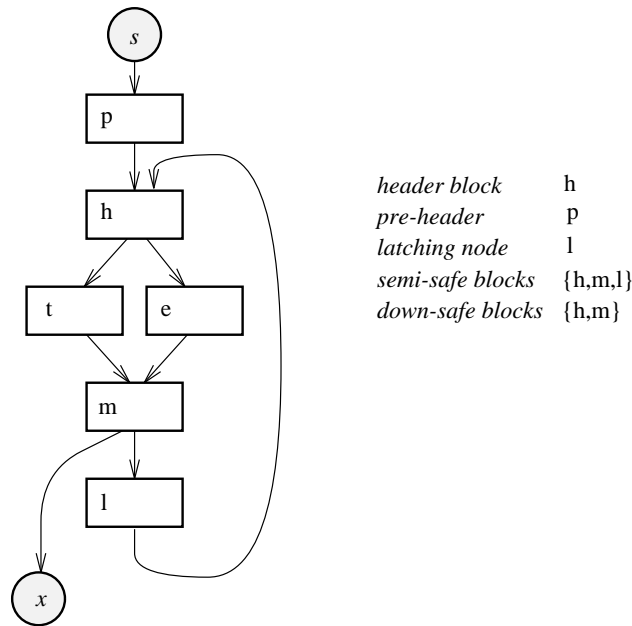 s
p
h
t e
m
l
x
header block h
pre-header p
latching node l
semi-safe blocks {h,m,l}
down-safe blocks {h,m}